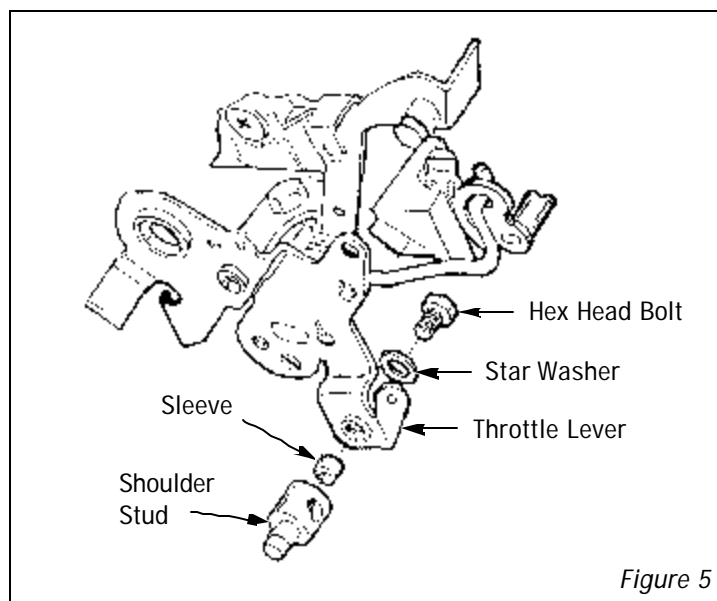 Hex Head Bolt
Star Washer
Sleeve
Throttle Lever
Shoulder
Stud
Figure 5